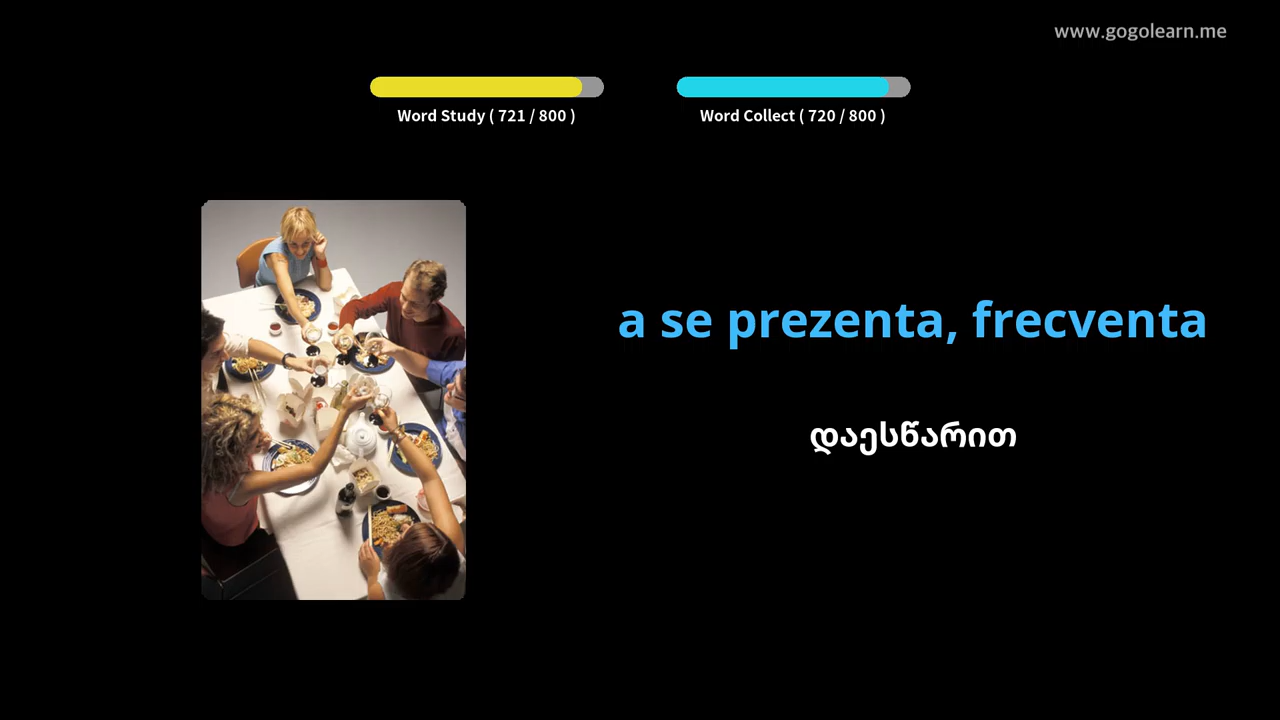 www.gogolearn.me
Word Study ( 721 / 800 )
Word Collect ( 720 / 800 )
a se prezenta, frecventa
დაესწარით